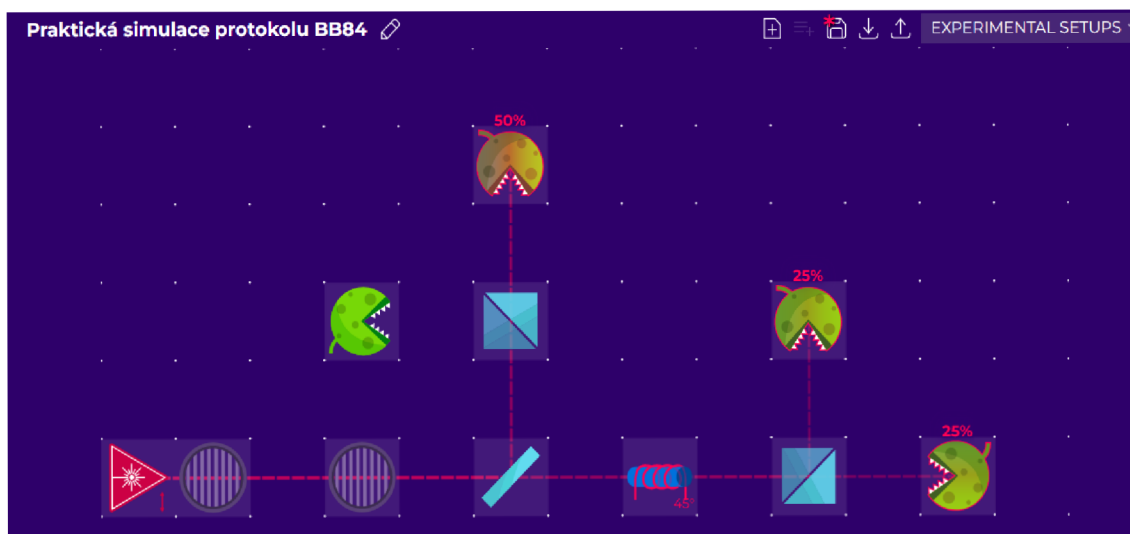 Praktická simulace protokolu BB84
EXPERIMENTAL SETUPS
50%
25%
25%
45°